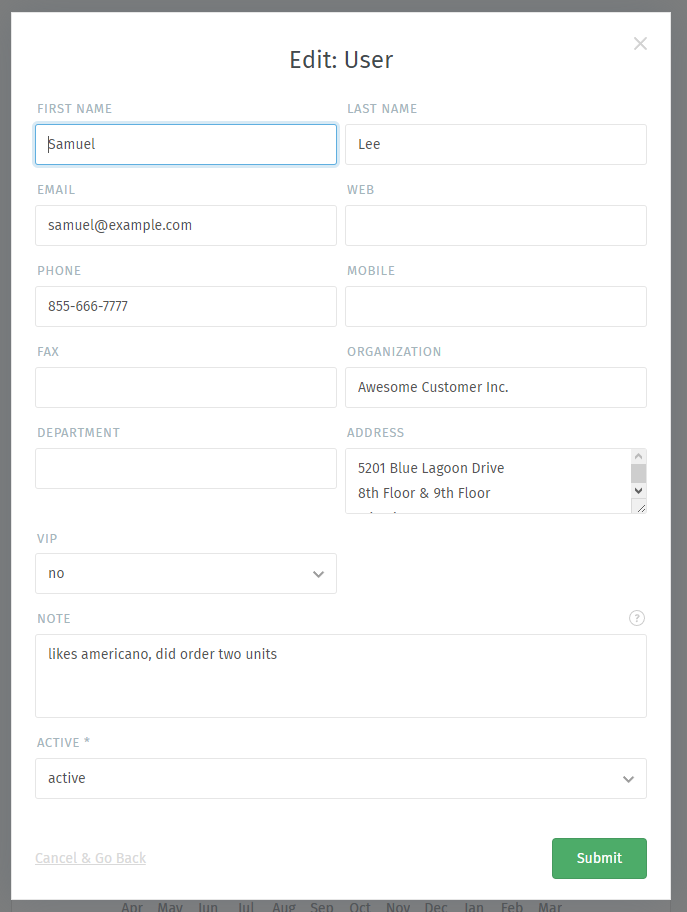 Edit: User
FIRST NAME
LAST NAME
Samuel
Lee
EMAIL
WEB
samuel@example.com
PHONE
MOBILE
855-666-7777
FAX
ORGANIZATION
Awesome Customer Inc.
DEPARTMENT
ADDRESS
5201 Blue Lagoon Drive
8th Floor & 9th Floor
VIP
no
NOTE
?
likes americano, did order two units
ACTIVE *
active
Cancel & Go Back
Submit
Apr May Jun Jul Aug Sep Oct Nov Dec Jan Feb Mar